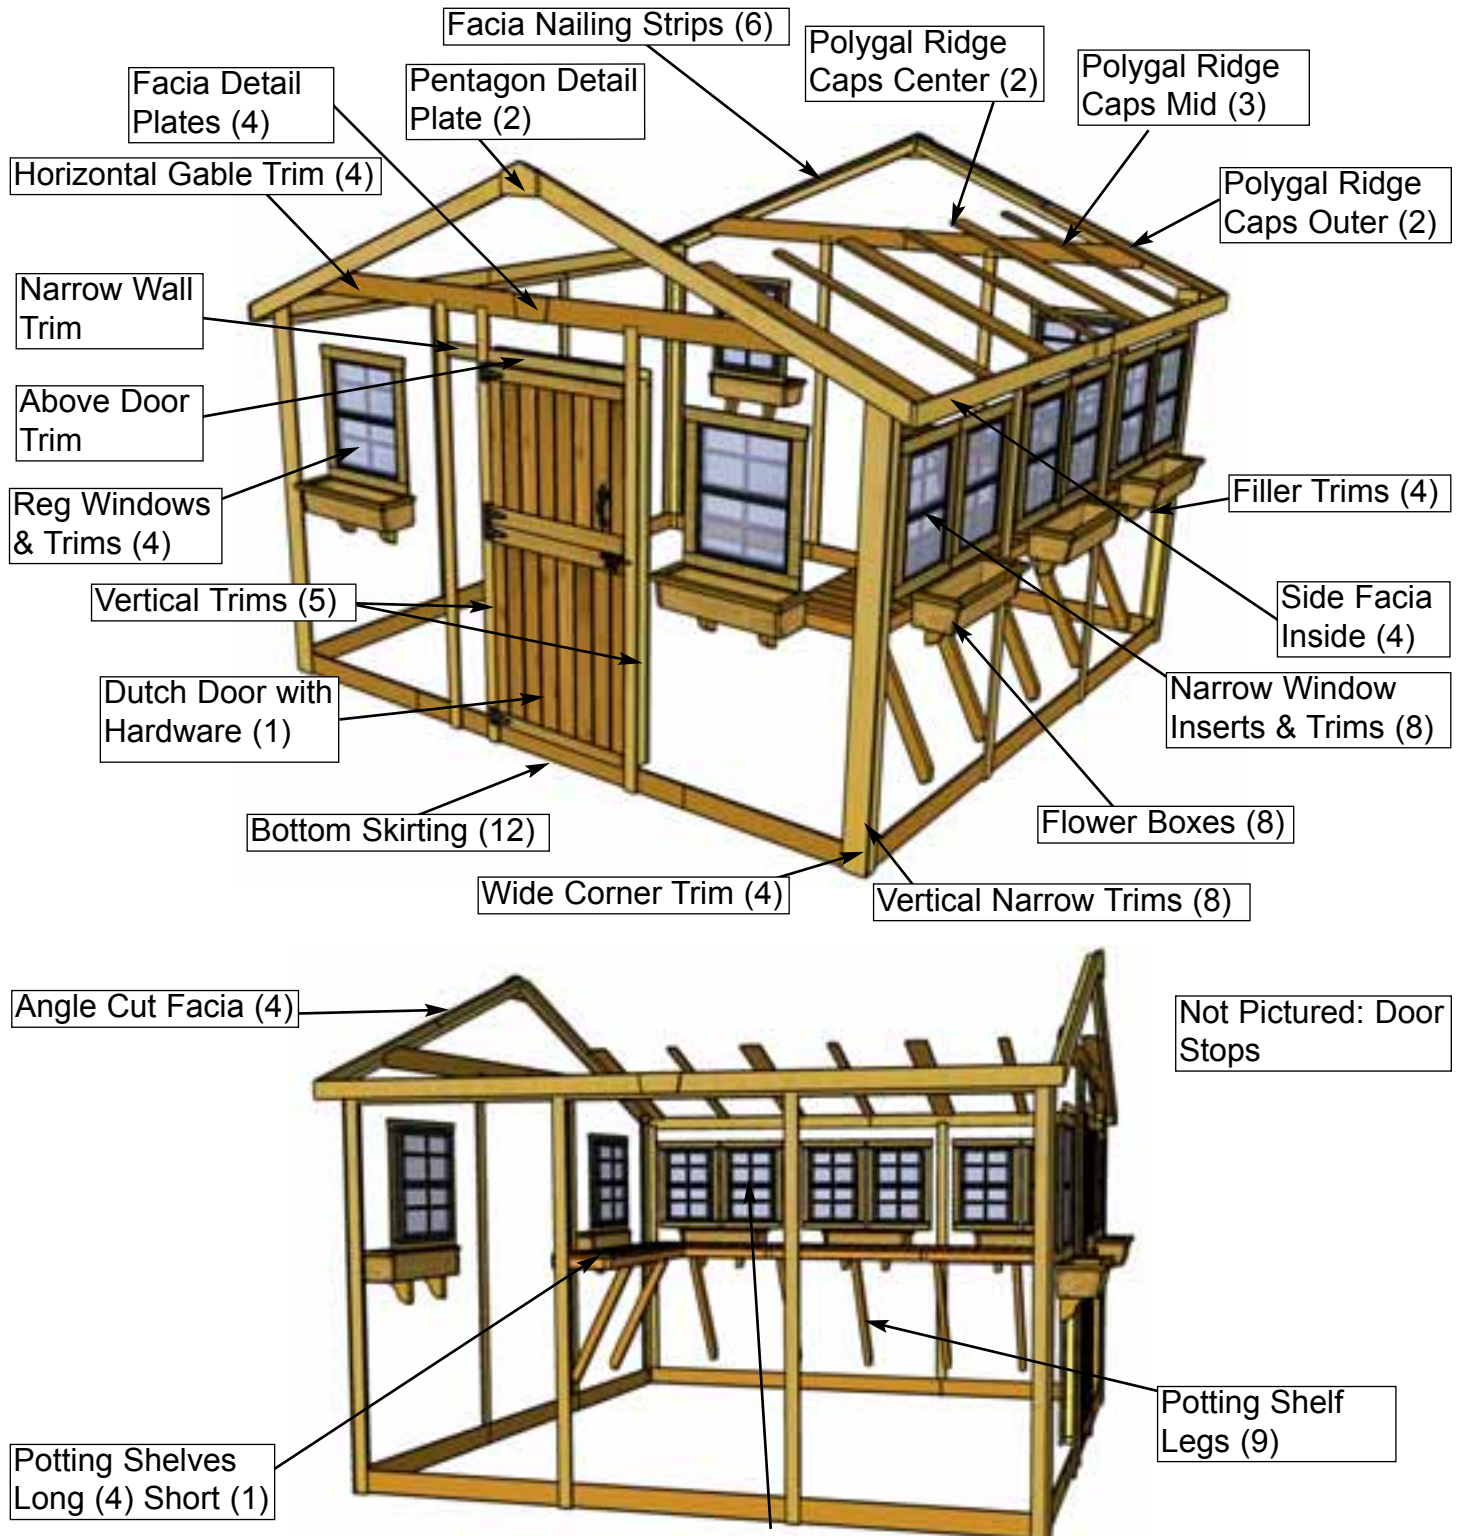 Facia Nailing Strips (6)
Polygal Ridge
Caps Center (2)
Polygal Ridge
Caps Mid (3)
Facia Detail
Plates (4)
Pentagon Detail
Plate (2)
Horizontal Gable Trim (4)
Polygal Ridge
Caps Outer (2)
Narrow Wall
Trim
Above Door
Trim
Reg Windows
& Trims (4)
Filler Trims (4)
Vertical Trims (5)
Side Facia
Inside (4)
Dutch Door with
Hardware (1)
Narrow Window
Inserts & Trims (8)
Bottom Skirting (12)
Flower Boxes (8)
Wide Corner Trim (4)
Vertical Narrow Trims (8)
Angle Cut Facia (4)
Not Pictured: Door
Stops
Potting Shelf
Legs (9)
Potting Shelves
Long (4) Short (1)